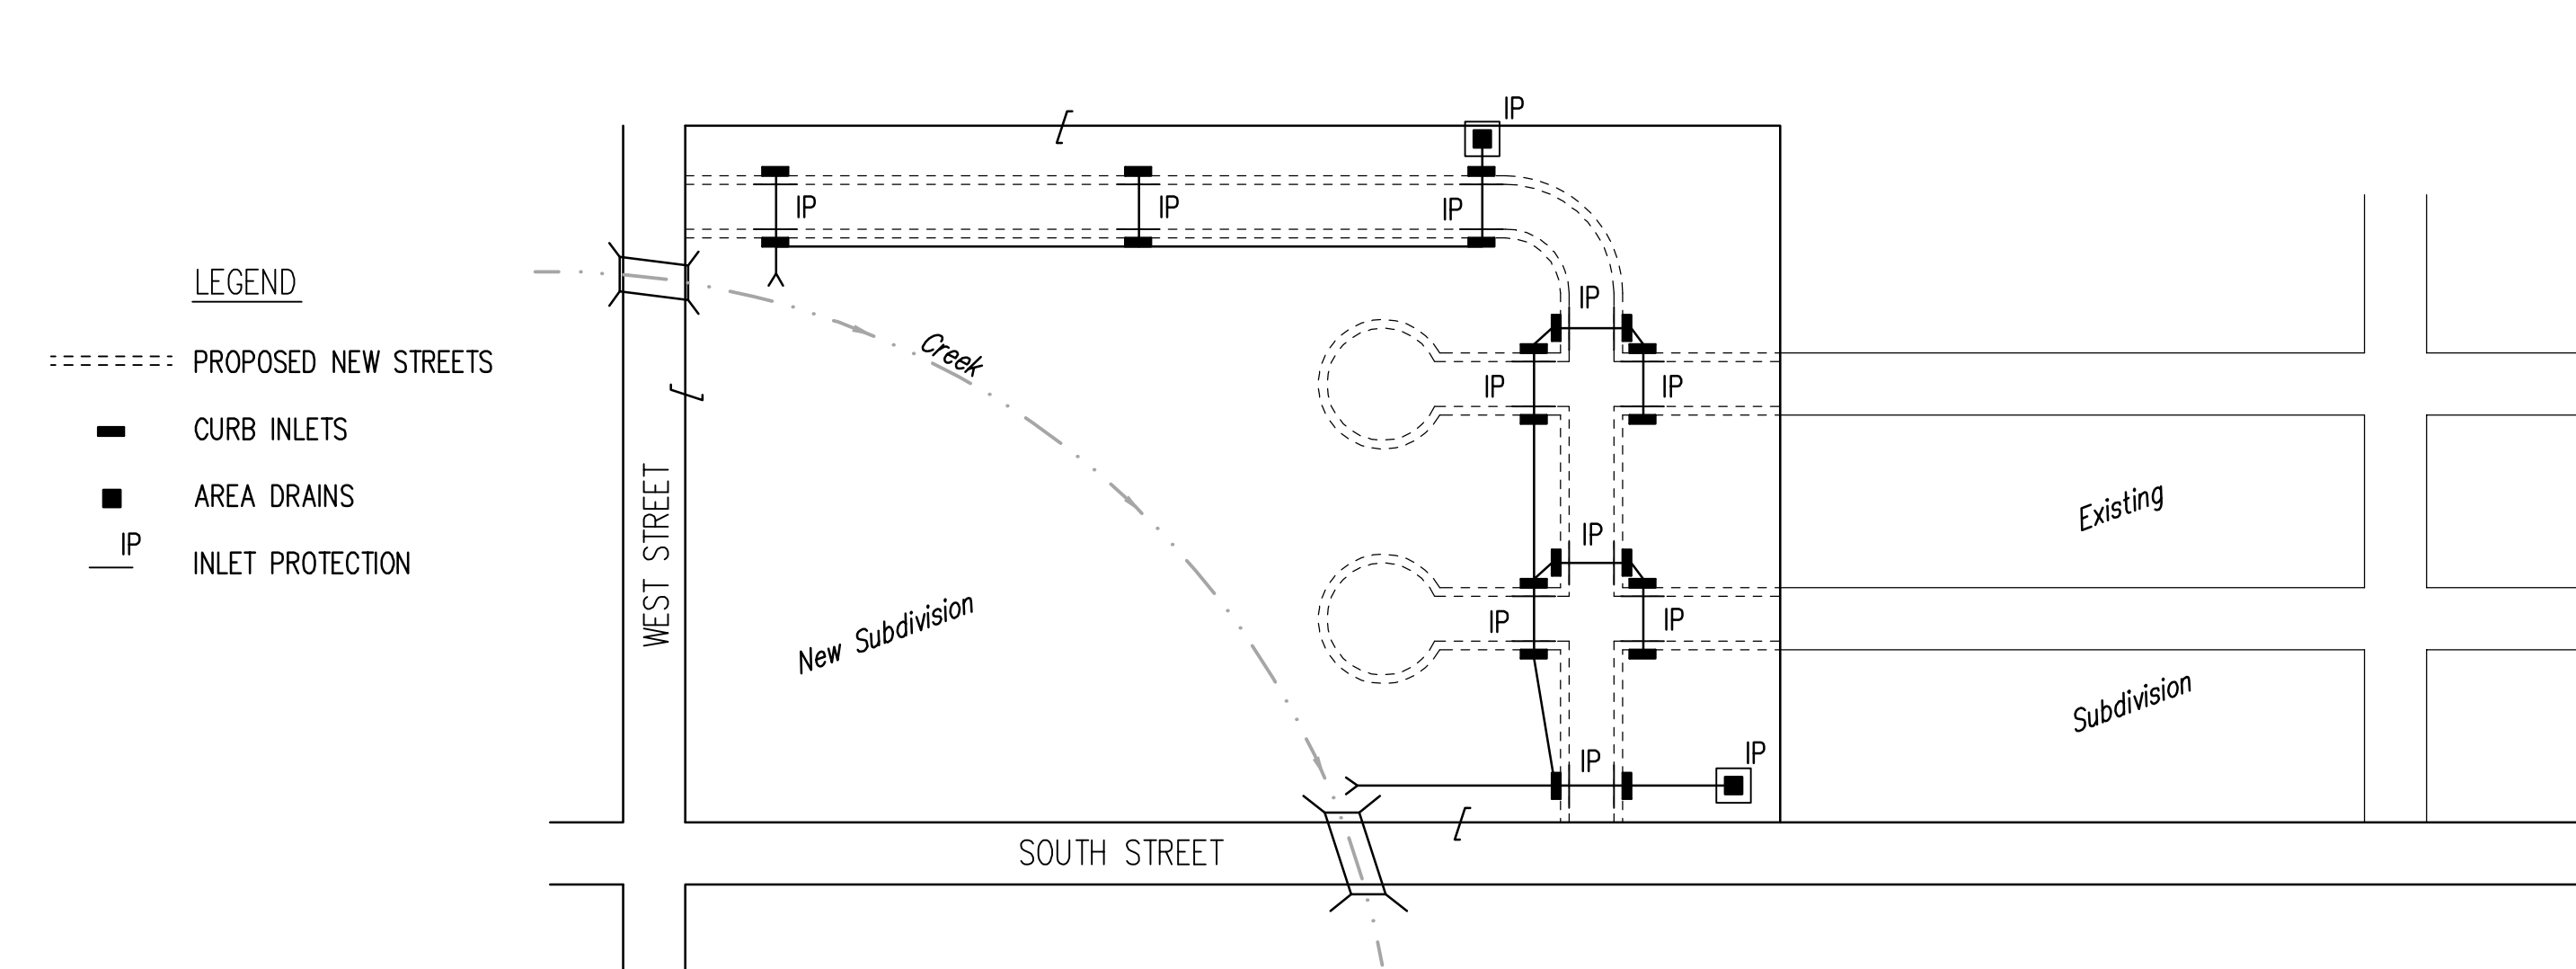 IP
IP
IP
IP
LEGEND
IP
PROPOSED NEW STREETS
Creek
IP
IP
CURB INLETS
AREA DRAINS
Existing
IP
IP
INLET PROTECTION
WEST STREET
New Subdivision
IP
IP
Subdivision
IP
IP
SOUTH STREET